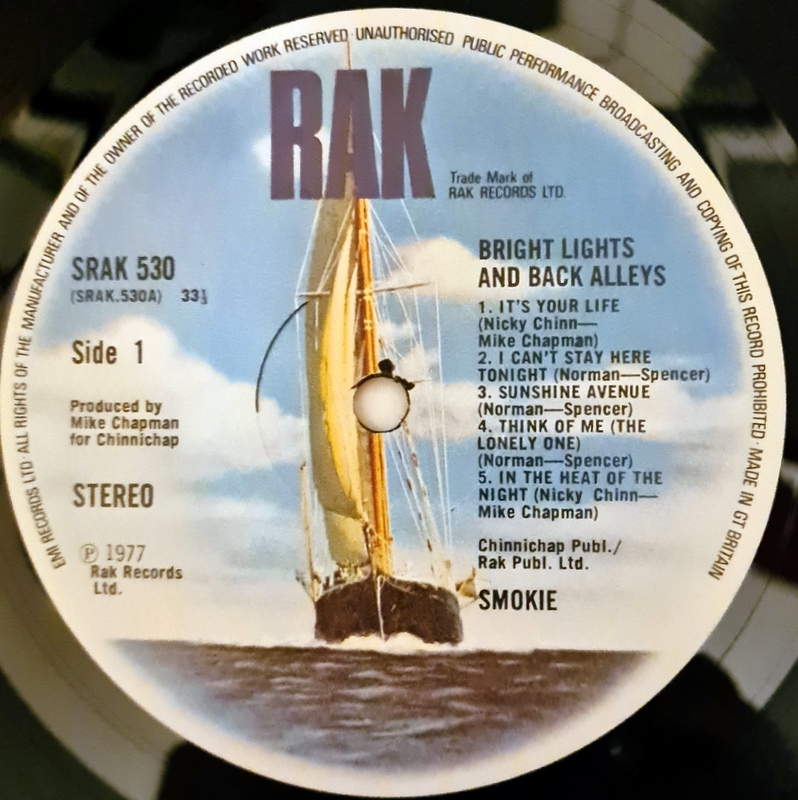 EMI RECORDS LTD · ALL RIGHTS OF THE MANUFACTURER AND OF THE OWNER OF THE RECORDED WORK RESERVED · UNAUTHORISED PUBLIC PERFORMANCE BROADCASTING AND COPYING OF THIS RECORD PROHIBITED · MADE IN GT BRITAIN
RAK
Trade Mark of
RAK RECORDS LTD.
SRAK 530
(SRAK.530A) 33⅓
Side 1
Produced by
Mike Chapman
for Chinnichap
STEREO
Ⓟ 1977
Rak Records
Ltd.
BRIGHT LIGHTS
AND BACK ALLEYS
1. IT'S YOUR LIFE
(Nicky Chinn—
Mike Chapman)
2. I CAN'T STAY HERE
TONIGHT (Norman—Spencer)
3. SUNSHINE AVENUE
(Norman—Spencer)
4. THINK OF ME (THE
LONELY ONE)
(Norman—Spencer)
5. IN THE HEAT OF THE
NIGHT (Nicky Chinn—
Mike Chapman)
Chinnichap Publ./
Rak Publ. Ltd.
SMOKIE